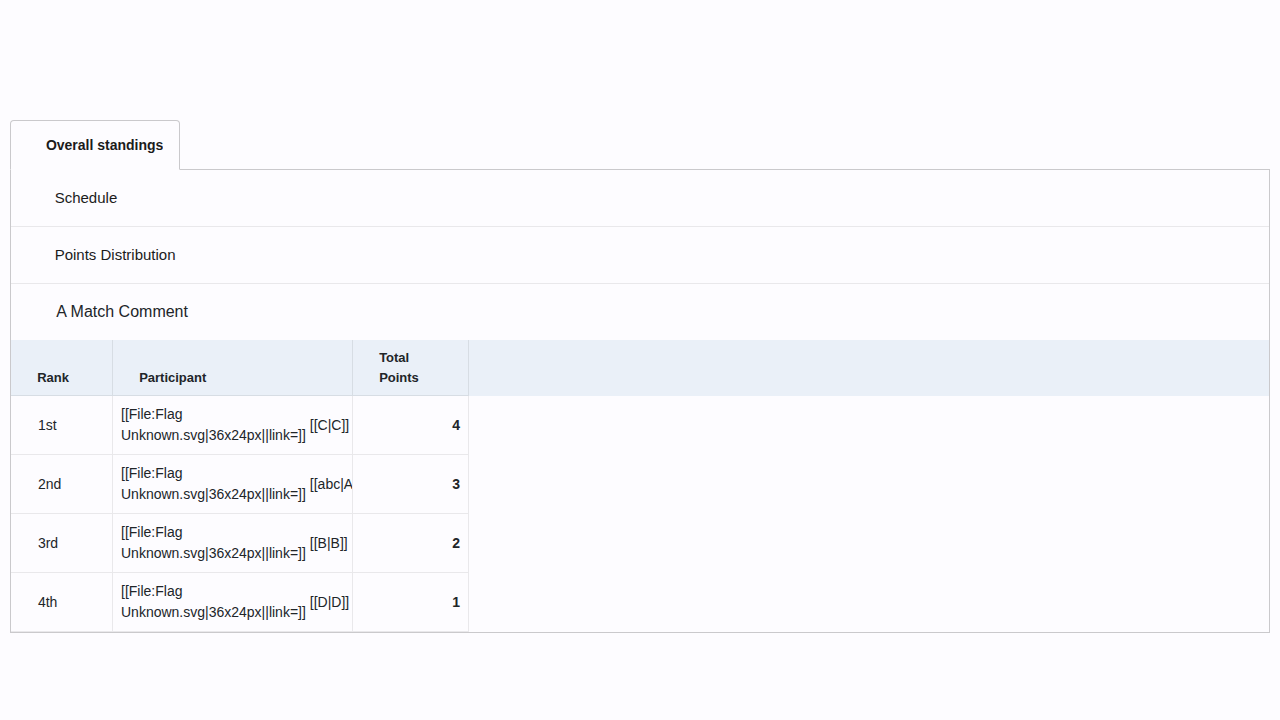 Overall standings
Schedule
Points Distribution
A Match Comment
Total
Rank Participant Points
1st [[File:Flag
Unknown.svg|36x24px||link=]] [[C|C]] 4
2nd [[File:Flag
Unknown.svg|36x24px||link=]] [[abc|A 3
3rd [[File:Flag
Unknown.svg|36x24px||link=]] [[B|B]] 2
4th [[File:Flag
Unknown.svg|36x24px||link=]] [[D|D]] 1